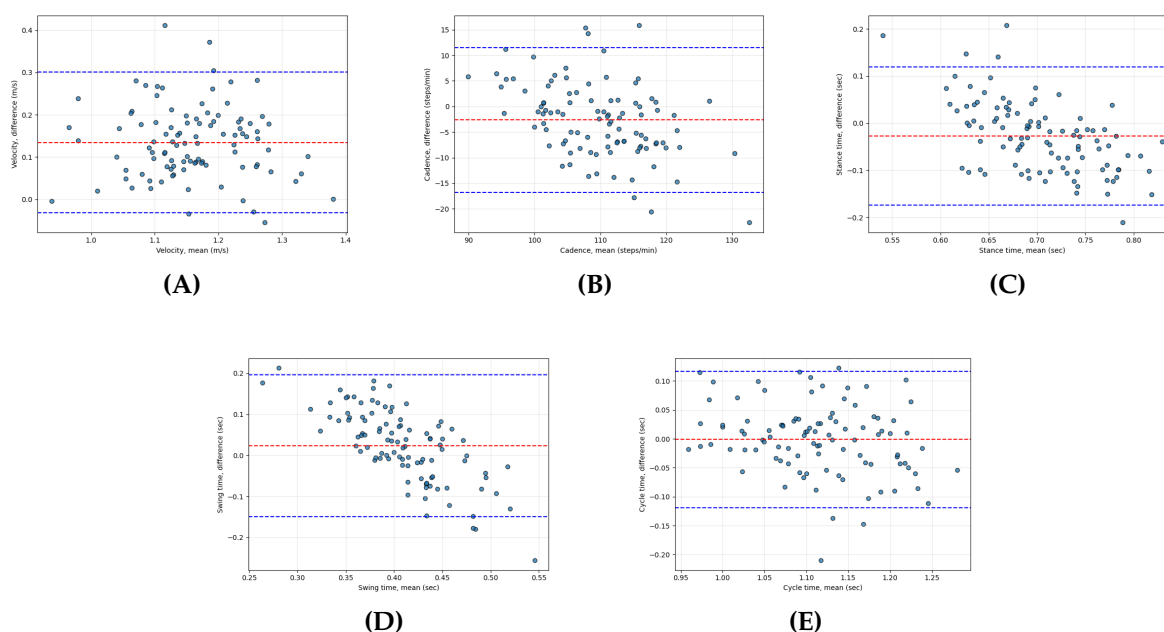 0.4
0.3
0.2
0.1
0.0
Velocity, difference (m/s)
1.0 1.1 1.2 1.3 1.4
Velocity, mean (m/s)
(A)
15
10
5
0
−5
−10
−15
−20
Cadence, difference (steps/min)
90 100 110 120 130
Cadence, mean (steps/min)
(B)
0.2
0.1
0.0
−0.1
−0.2
Stance time, difference (sec)
0.55 0.60 0.65 0.70 0.75 0.80
Stance time, mean (sec)
(C)
0.2
0.1
0.0
−0.1
−0.2
Swing time, difference (sec)
0.25 0.30 0.35 0.40 0.45 0.50 0.55
Swing time, mean (sec)
(D)
0.10
0.05
0.00
−0.05
−0.10
−0.15
−0.20
Cycle time, difference (sec)
0.95 1.00 1.05 1.10 1.15 1.20 1.25
Cycle time, mean (sec)
(E)